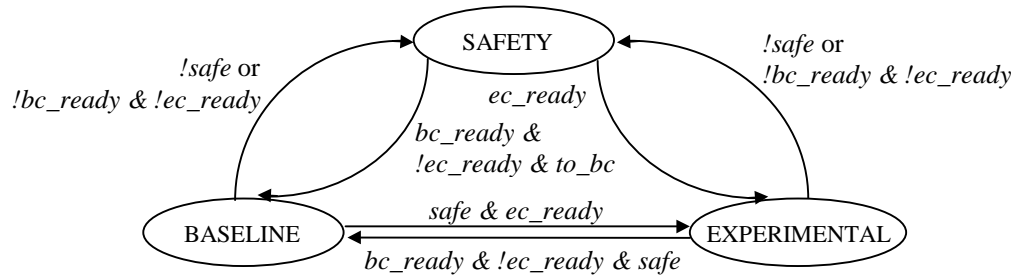 SAFETY
!safe or
!bc_ready & !ec_ready
ec_ready
bc_ready &
!ec_ready & to_bc
!safe or
!bc_ready & !ec_ready
BASELINE
safe & ec_ready
EXPERIMENTAL
bc_ready & !ec_ready & safe